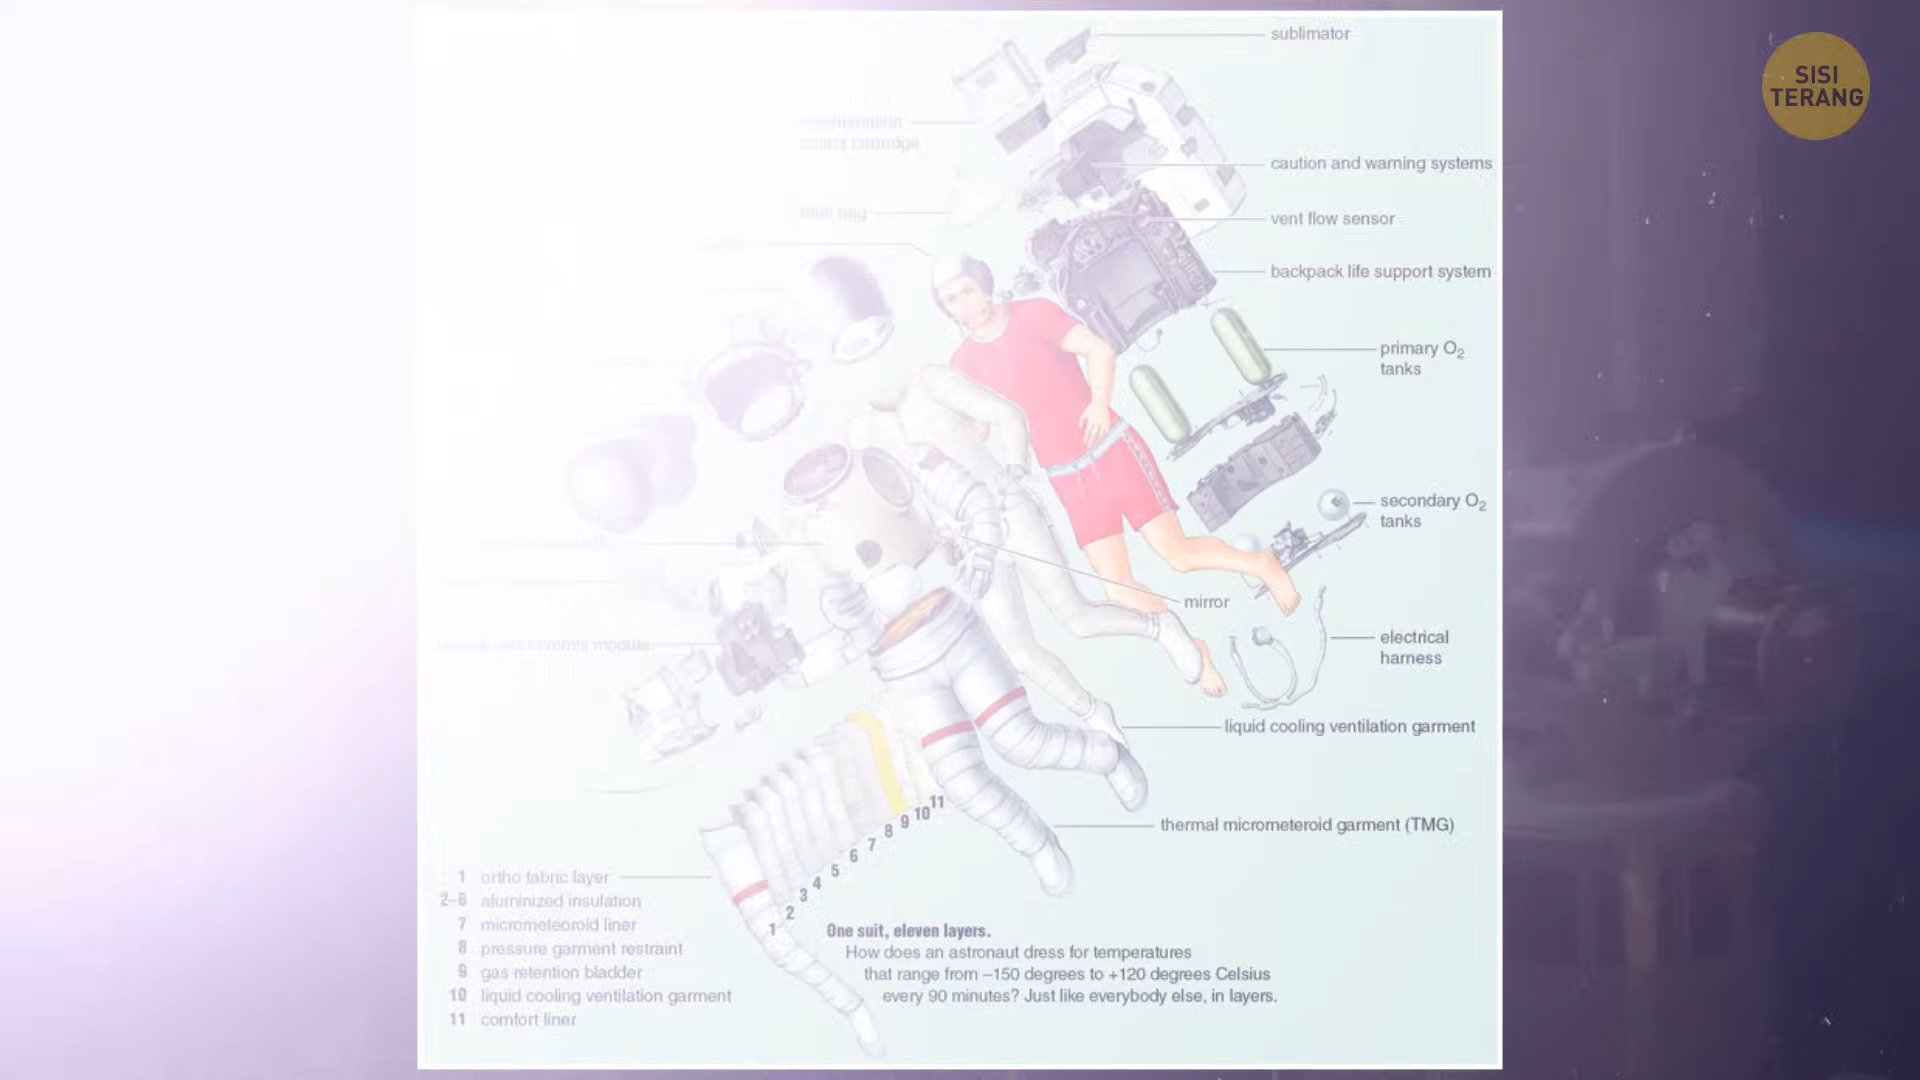 SISI
TERANG
sublimator
caution and warning systems
vent flow sensor
backpack life support system
primary O₂
tanks
secondary O₂
tanks
mirror
electrical
harness
liquid cooling ventilation garment
thermal micrometeroid garment (TMG)
controls module
1 ortho fabric layer
2–6 aluminized insulation
7 micrometeoroid liner
8 pressure garment restraint
9 gas retention bladder
10 liquid cooling ventilation garment
11 comfort liner
1
2
3
4
5
6
7
8
9
10
11
One suit, eleven layers.
How does an astronaut dress for temperatures
that range from –150 degrees to +120 degrees Celsius
every 90 minutes? Just like everybody else, in layers.